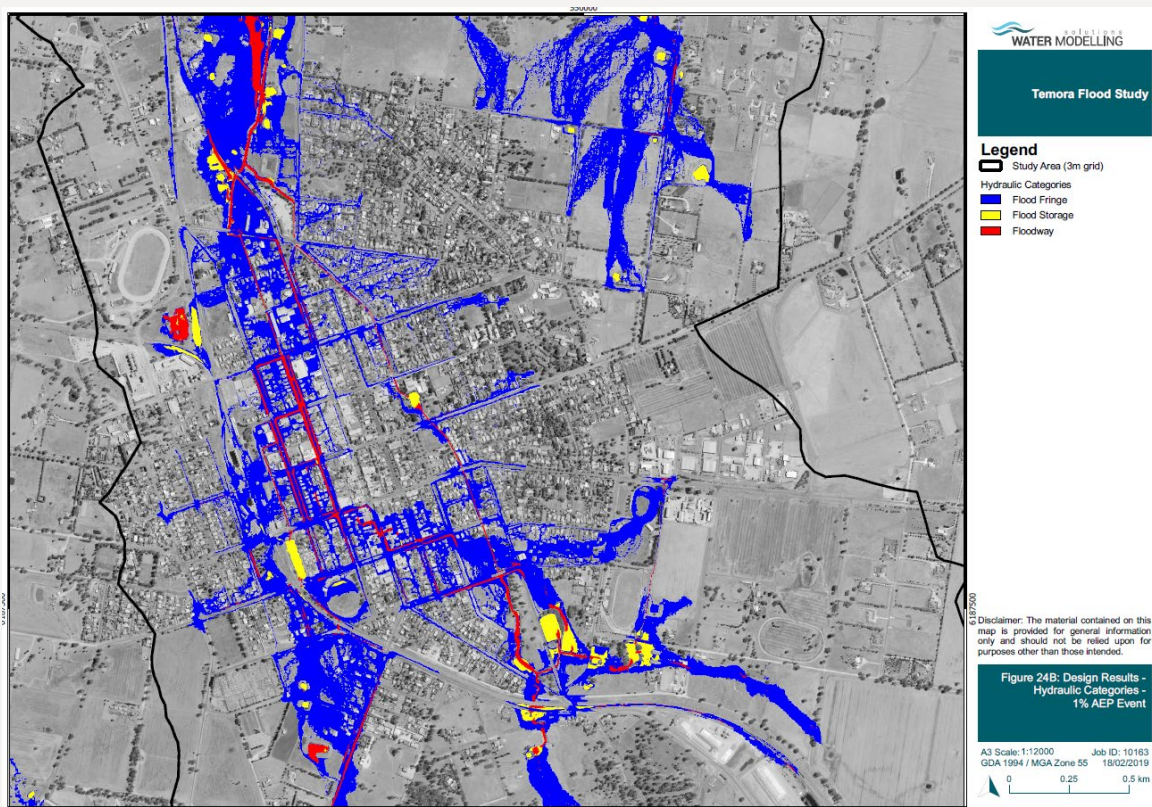 solutions
WATER MODELLING
Temora Flood Study
Legend
Study Area (3m grid)
Hydraulic Categories
Flood Fringe
Flood Storage
Floodway
6187500
Disclaimer: The material contained on this
map is provided for general information
only and should not be relied upon for
purposes other than those intended.
Figure 24B: Design Results -
Hydraulic Categories -
1% AEP Event
A3 Scale: 1:12000 Job ID: 10163
GDA 1994 / MGA Zone 55 18/02/2019
0 0.25 0.5 km